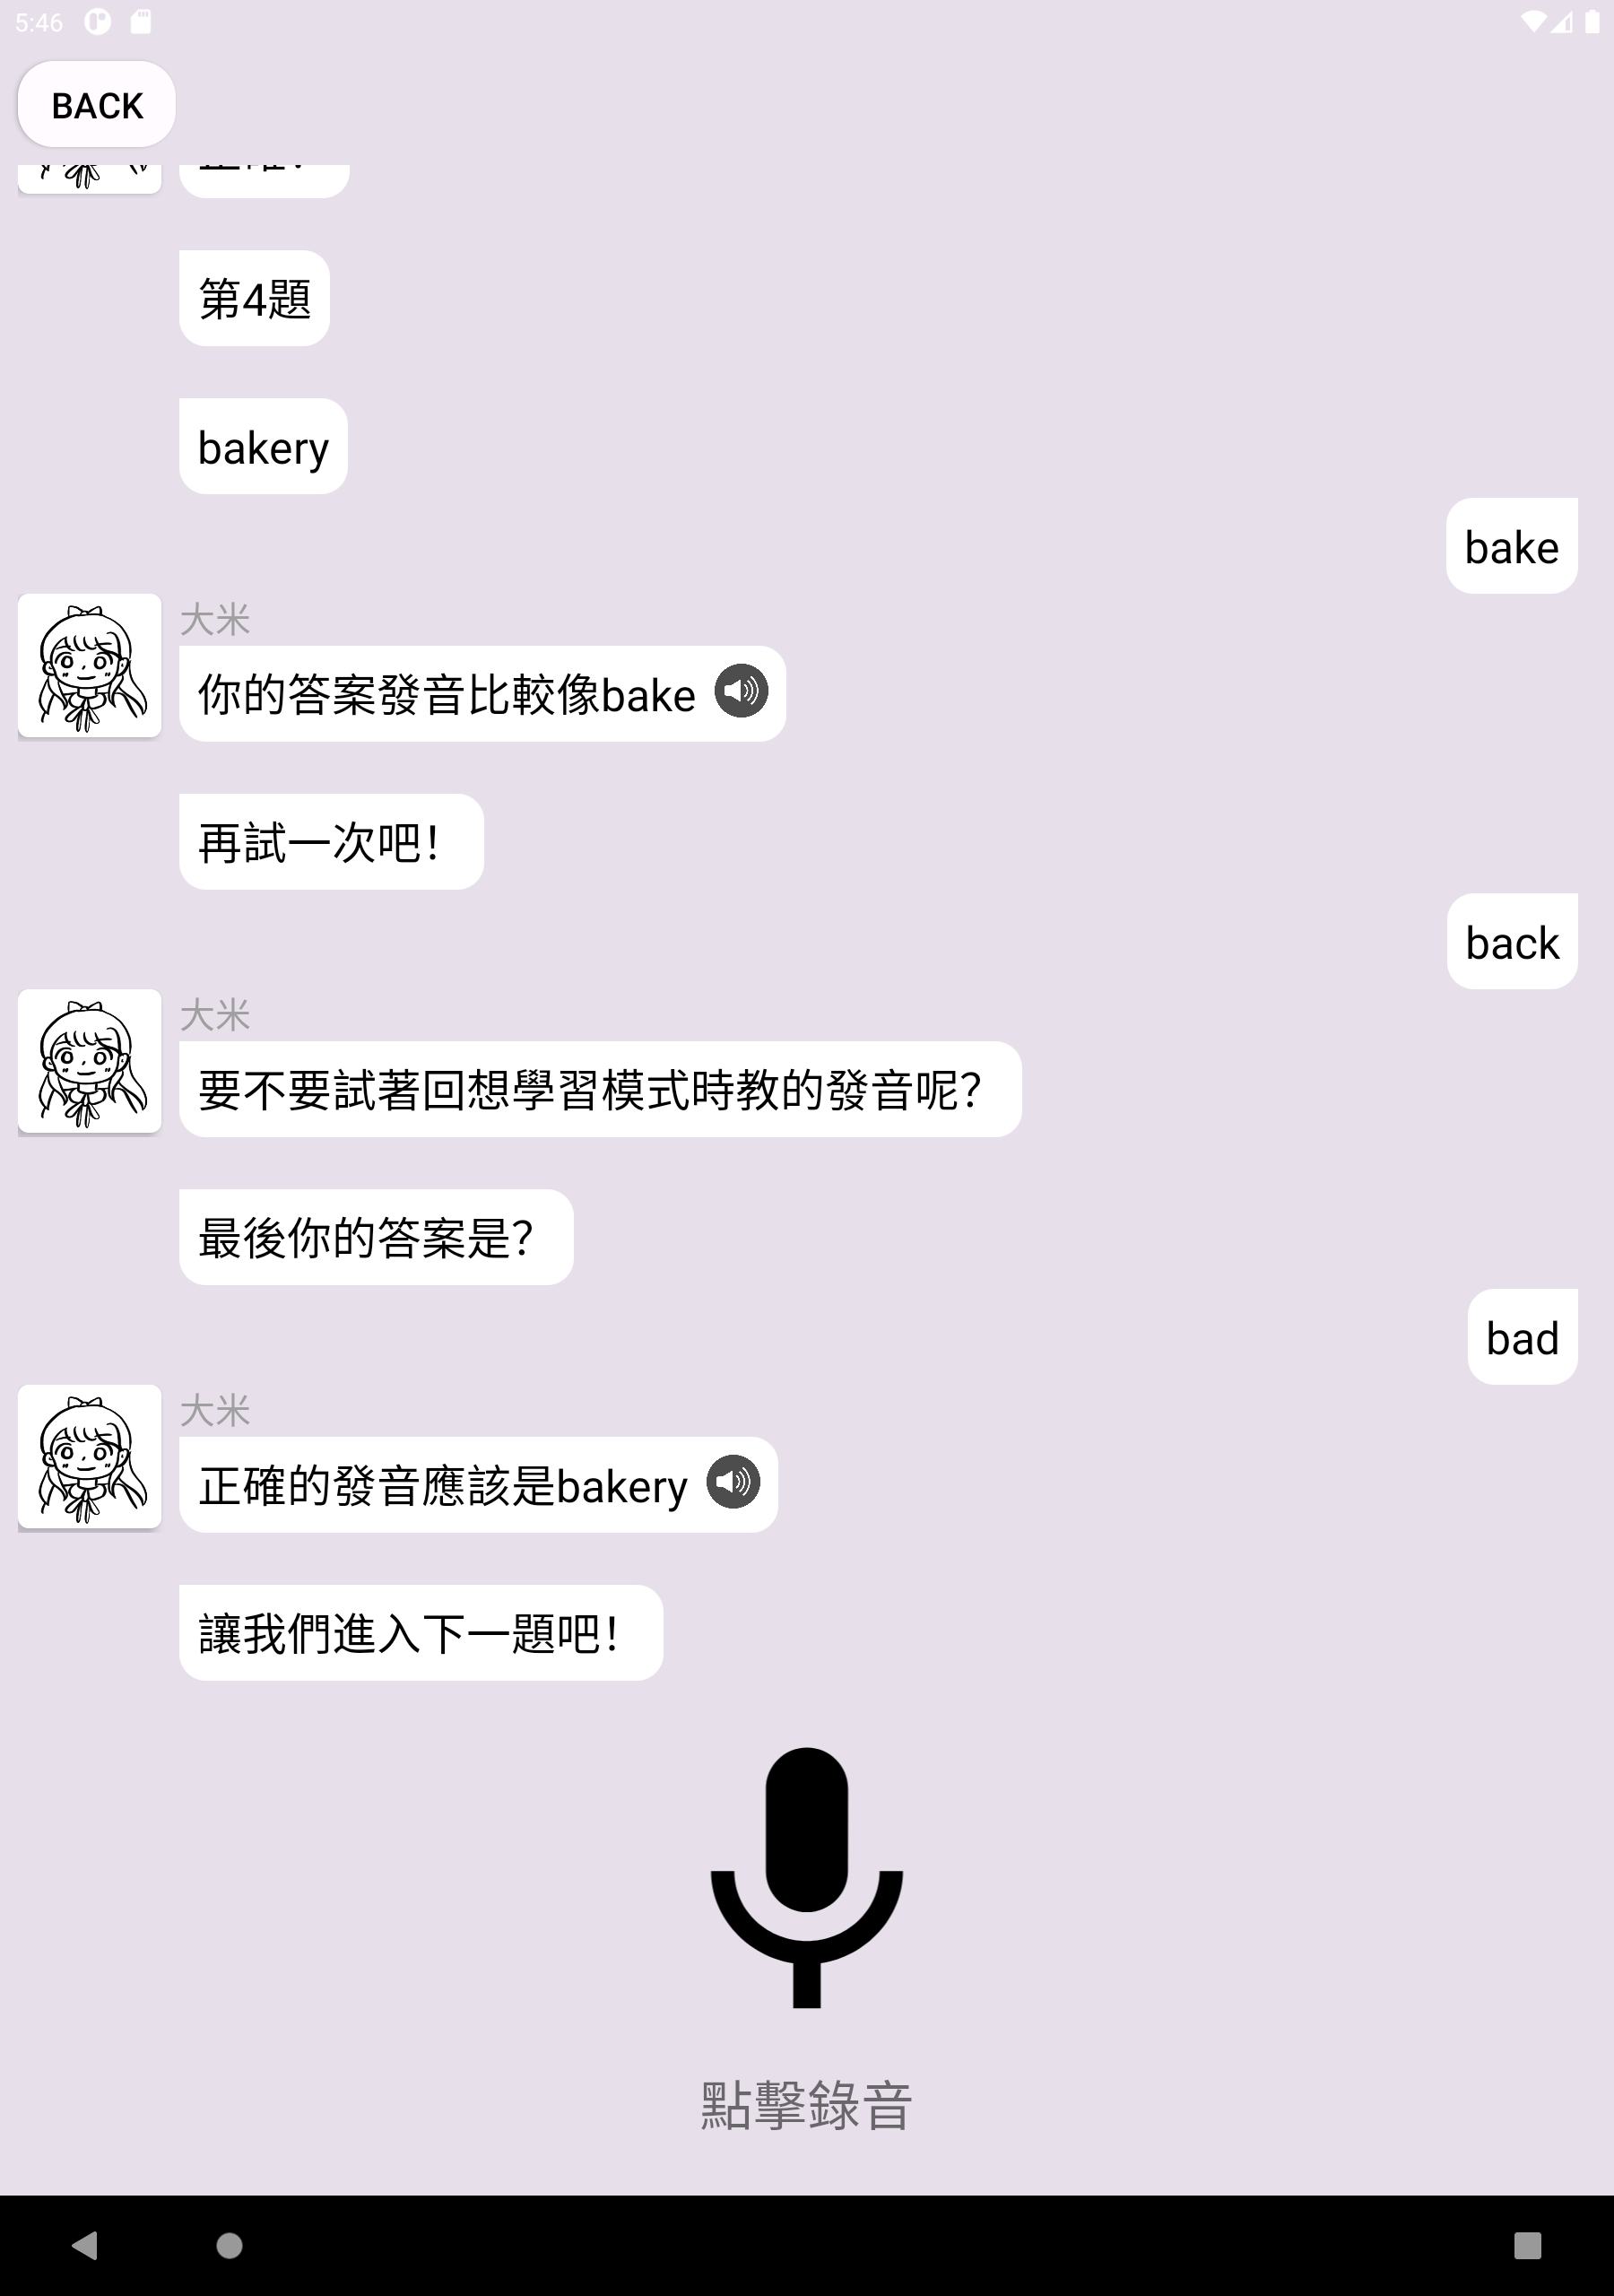 5:46
BACK
第4題
bakery
bake
大米
你的答案發音比較像bake
再試一次吧！
back
大米
要不要試著回想學習模式時教的發音呢？
最後你的答案是？
bad
大米
正確的發音應該是bakery
讓我們進入下一題吧！
點擊錄音